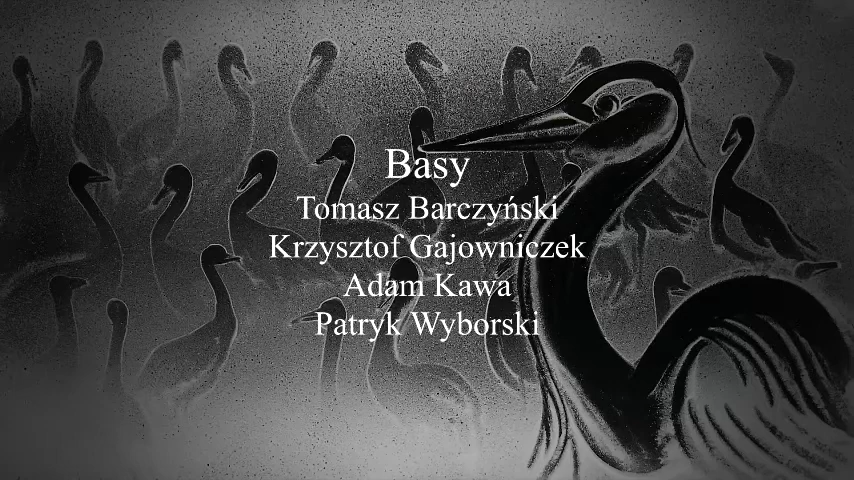 Basy
Tomasz Barczyński
Krzysztof Gajowniczek
Adam Kawa
Patryk Wyborski